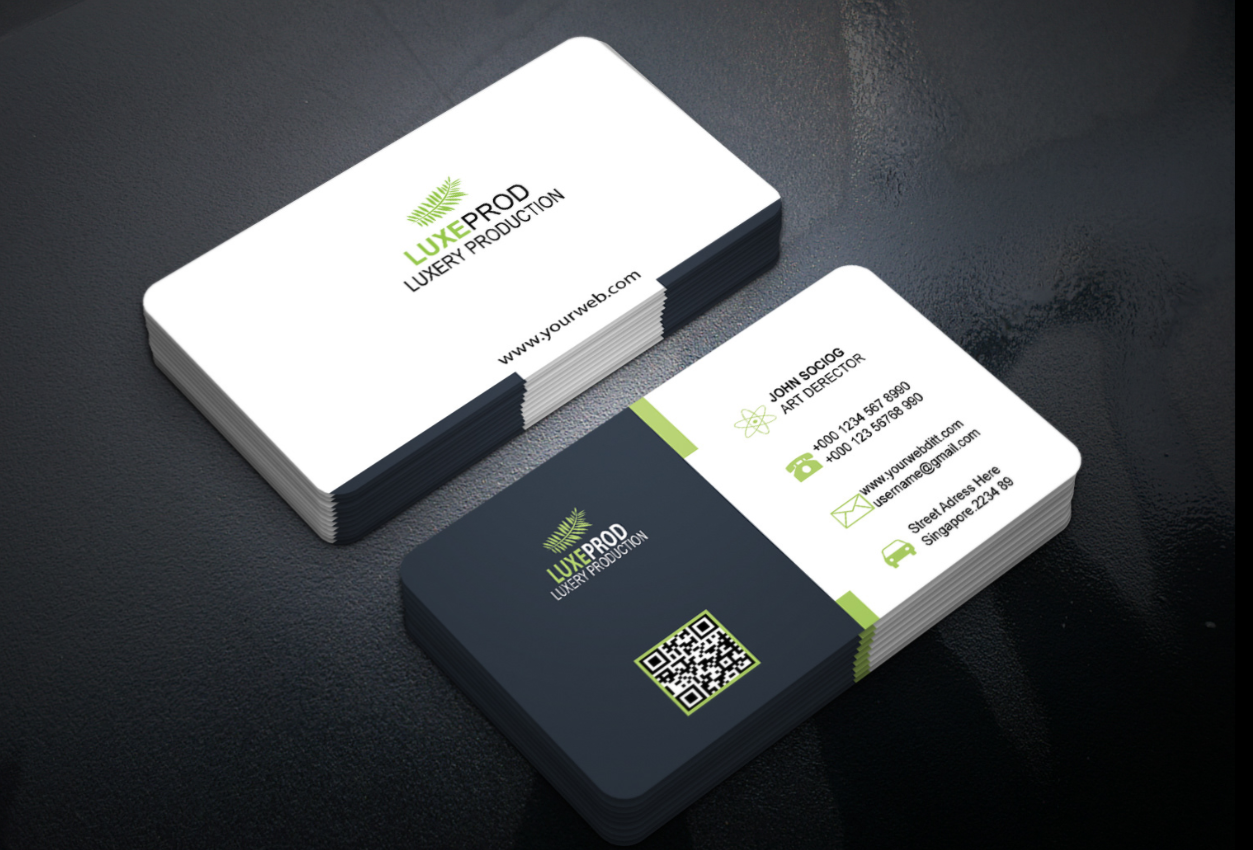 LUXEPROD
LUXERY PRODUCTION
www.yourweb.com
JOHN SOCIOG
ART DERECTOR
+000 1234 567 8990
+000 123 56768 990
www.yourwebditt.com
username@gmail.com
Street Adress Here
Singapore.2234 89
LUXEPROD
LUXERY PRODUCTION